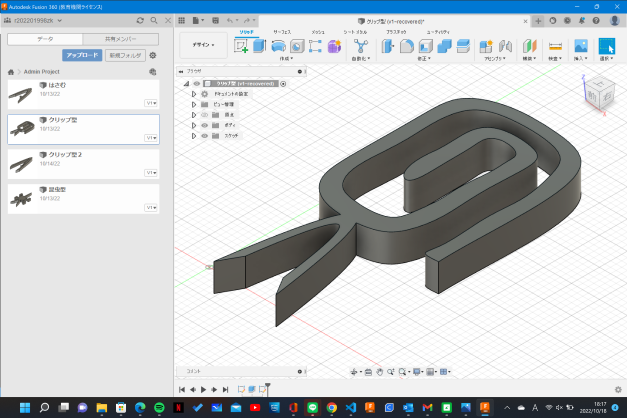 Autodesk Fusion 360 (教育機関ライセンス)
r202201998zk
クリップ型 (v1-recovered)*
データ
共有メンバー
アップロード
新規フォルダ
Admin Project
はさむ
10/13/22
V1
クリップ型
10/13/22
V1
クリップ型２
10/14/22
V1
昆虫型
10/13/22
V1
デザイン
ソリッド
サーフェス
メッシュ
シート メタル
プラスチック
ユーティリティ
作成
自動化
修正
アセンブリ
構築
検査
挿入
選択
ブラウザ
クリップ型 (v1-recovered)
ドキュメントの設定
ビュー管理
原点
ボディ
スケッチ
コメント
Z
X
18:17
2022/10/18